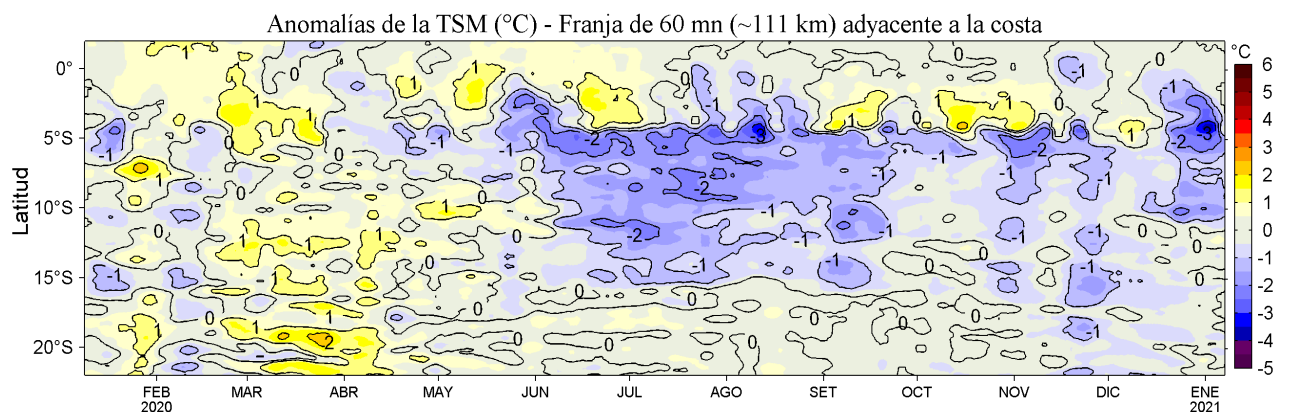 Anomalías de la TSM (°C) - Franja de 60 mn (~111 km) adyacente a la costa
°C
6
5
4
3
2
1
0
-1
-2
-3
-4
-5
Latitud
0°
5°S
10°S
15°S
20°S
FEB MAR ABR MAY JUN JUL AGO SET OCT NOV DIC ENE
2020 2021